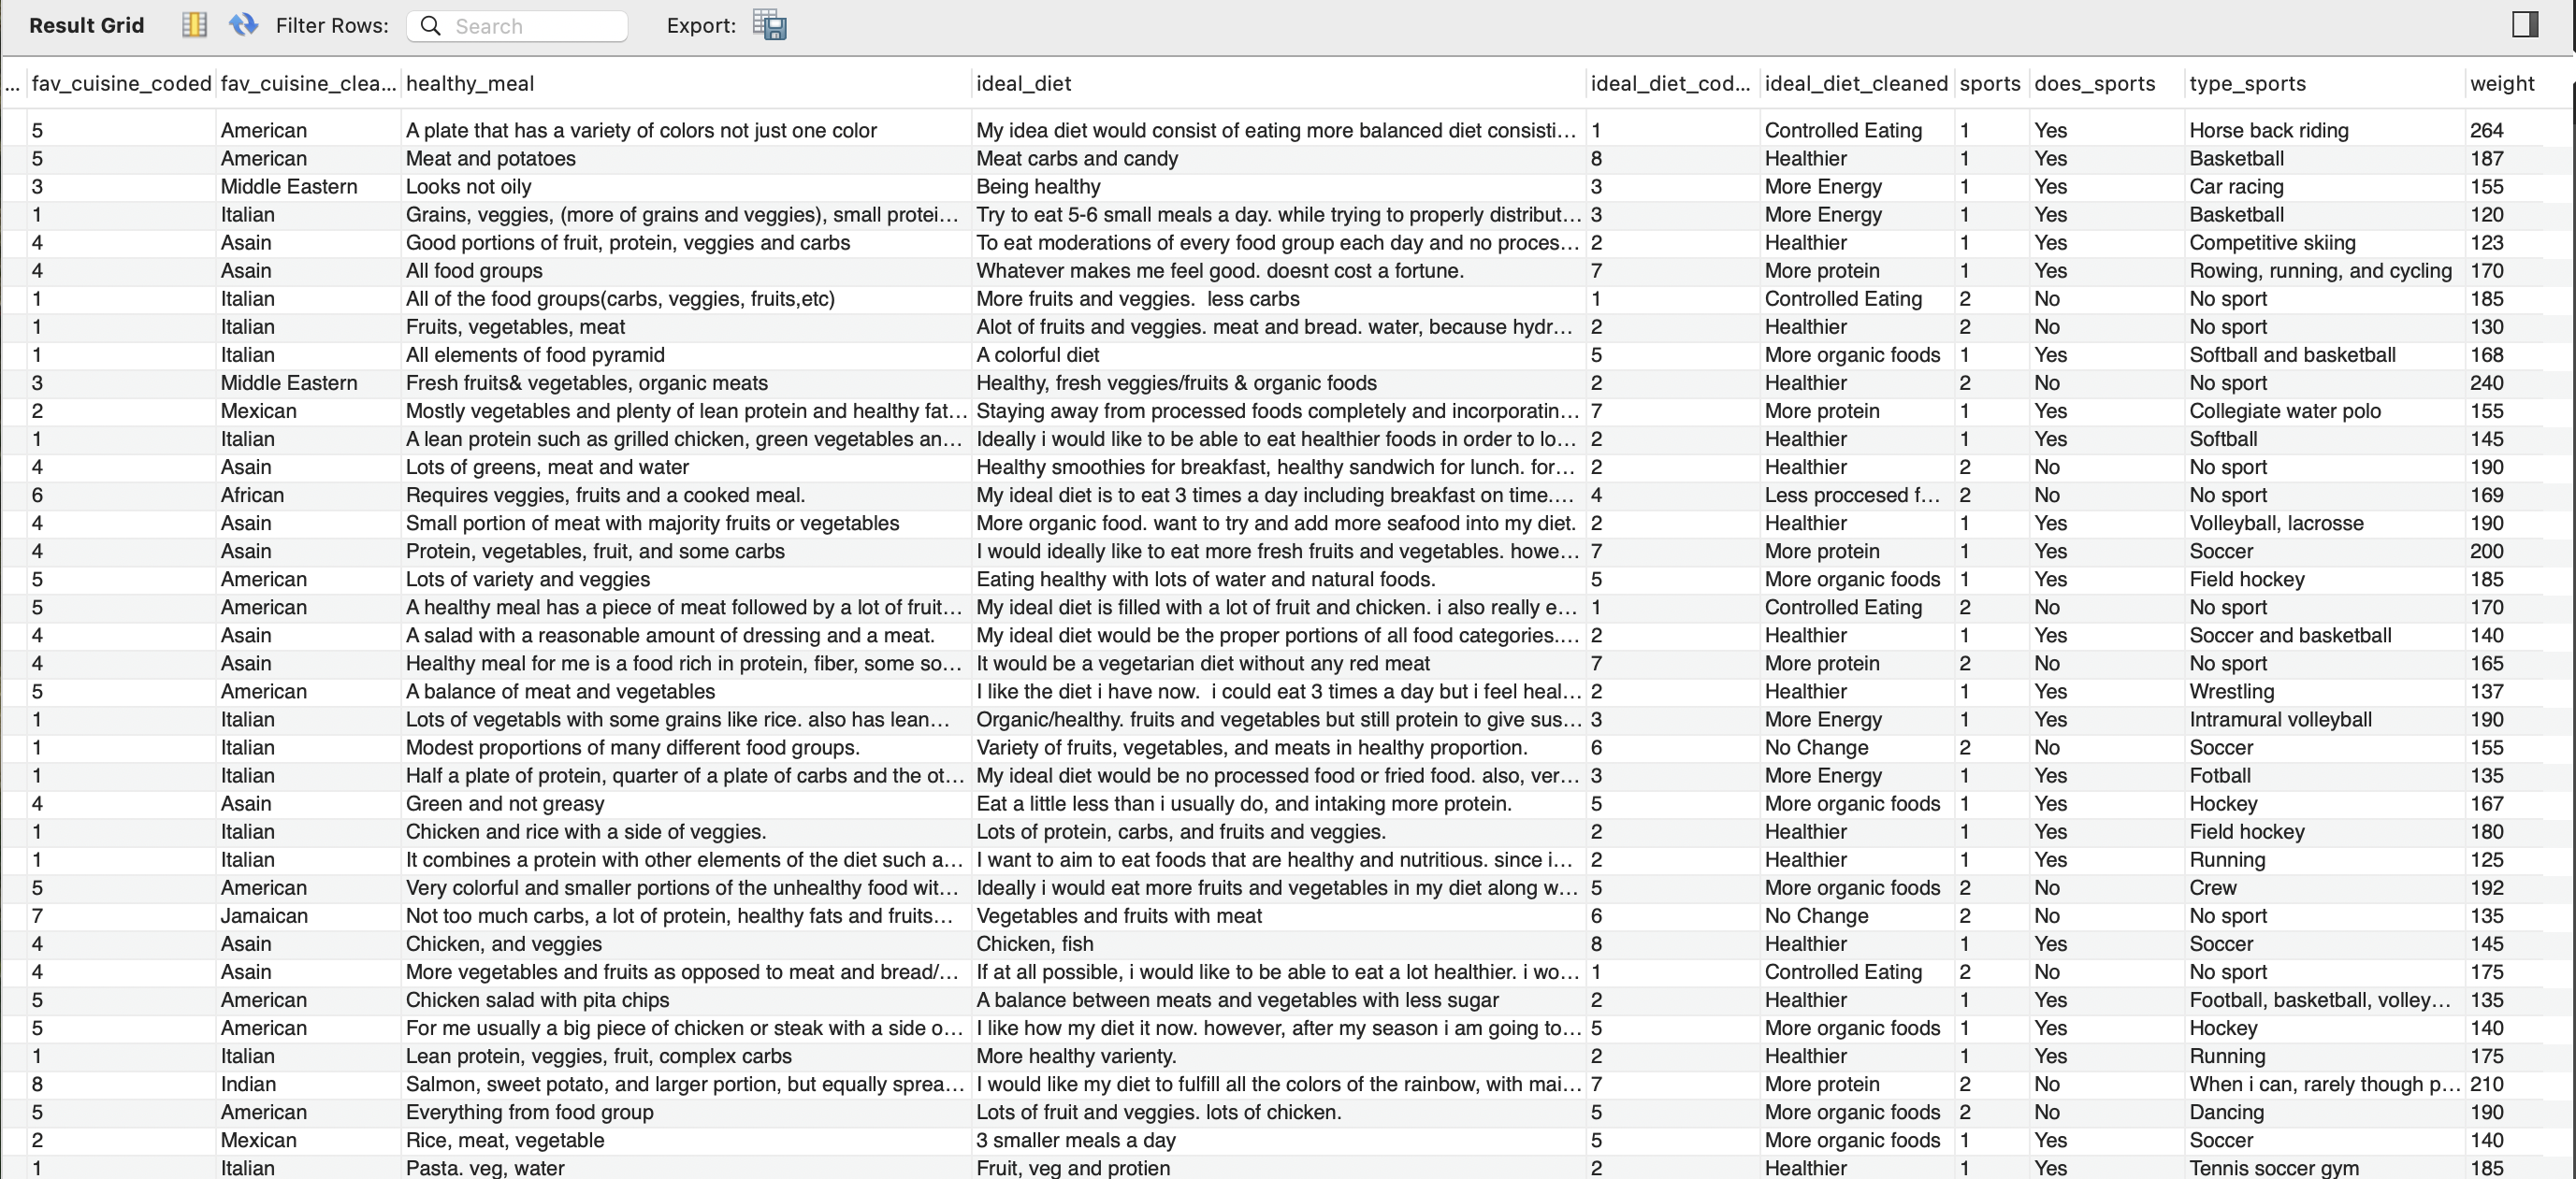 Result Grid Filter Rows: Search Export:
... fav_cuisine_coded fav_cuisine_clea... healthy_meal ideal_diet ideal_diet_cod... ideal_diet_cleaned sports does_sports type_sports weight
5 American A plate that has a variety of colors not just one color My idea diet would consist of eating more balanced diet consisti... 1 Controlled Eating 1 Yes Horse back riding 264
5 American Meat and potatoes Meat carbs and candy 8 Healthier 1 Yes Basketball 187
3 Middle Eastern Looks not oily Being healthy 3 More Energy 1 Yes Car racing 155
1 Italian Grains, veggies, (more of grains and veggies), small protei... Try to eat 5-6 small meals a day. while trying to properly distribut... 3 More Energy 1 Yes Basketball 120
4 Asain Good portions of fruit, protein, veggies and carbs To eat moderations of every food group each day and no proces... 2 Healthier 1 Yes Competitive skiing 123
4 Asain All food groups Whatever makes me feel good. doesnt cost a fortune. 7 More protein 1 Yes Rowing, running, and cycling 170
1 Italian All of the food groups(carbs, veggies, fruits,etc) More fruits and veggies.  less carbs 1 Controlled Eating 2 No No sport 185
1 Italian Fruits, vegetables, meat Alot of fruits and veggies. meat and bread. water, because hydr... 2 Healthier 2 No No sport 130
1 Italian All elements of food pyramid A colorful diet 5 More organic foods 1 Yes Softball and basketball 168
3 Middle Eastern Fresh fruits& vegetables, organic meats Healthy, fresh veggies/fruits & organic foods 2 Healthier 2 No No sport 240
2 Mexican Mostly vegetables and plenty of lean protein and healthy fat... Staying away from processed foods completely and incorporatin... 7 More protein 1 Yes Collegiate water polo 155
1 Italian A lean protein such as grilled chicken, green vegetables an... Ideally i would like to be able to eat healthier foods in order to lo... 2 Healthier 1 Yes Softball 145
4 Asain Lots of greens, meat and water Healthy smoothies for breakfast, healthy sandwich for lunch. for... 2 Healthier 2 No No sport 190
6 African Requires veggies, fruits and a cooked meal. My ideal diet is to eat 3 times a day including breakfast on time.... 4 Less proccesed f... 2 No No sport 169
4 Asain Small portion of meat with majority fruits or vegetables More organic food. want to try and add more seafood into my diet. 2 Healthier 1 Yes Volleyball, lacrosse 190
4 Asain Protein, vegetables, fruit, and some carbs I would ideally like to eat more fresh fruits and vegetables. howe... 7 More protein 1 Yes Soccer 200
5 American Lots of variety and veggies Eating healthy with lots of water and natural foods. 5 More organic foods 1 Yes Field hockey 185
5 American A healthy meal has a piece of meat followed by a lot of fruit... My ideal diet is filled with a lot of fruit and chicken. i also really e... 1 Controlled Eating 2 No No sport 170
4 Asain A salad with a reasonable amount of dressing and a meat. My ideal diet would be the proper portions of all food categories.... 2 Healthier 1 Yes Soccer and basketball 140
4 Asain Healthy meal for me is a food rich in protein, fiber, some so... It would be a vegetarian diet without any red meat 7 More protein 2 No No sport 165
5 American A balance of meat and vegetables I like the diet i have now.  i could eat 3 times a day but i feel heal... 2 Healthier 1 Yes Wrestling 137
1 Italian Lots of vegetabls with some grains like rice. also has lean... Organic/healthy. fruits and vegetables but still protein to give sus... 3 More Energy 1 Yes Intramural volleyball 190
1 Italian Modest proportions of many different food groups. Variety of fruits, vegetables, and meats in healthy proportion. 6 No Change 2 No Soccer 155
1 Italian Half a plate of protein, quarter of a plate of carbs and the ot... My ideal diet would be no processed food or fried food. also, ver... 3 More Energy 1 Yes Fotball 135
4 Asain Green and not greasy Eat a little less than i usually do, and intaking more protein. 5 More organic foods 1 Yes Hockey 167
1 Italian Chicken and rice with a side of veggies. Lots of protein, carbs, and fruits and veggies. 2 Healthier 1 Yes Field hockey 180
1 Italian It combines a protein with other elements of the diet such a... I want to aim to eat foods that are healthy and nutritious. since i... 2 Healthier 1 Yes Running 125
5 American Very colorful and smaller portions of the unhealthy food wit... Ideally i would eat more fruits and vegetables in my diet along w... 5 More organic foods 2 No Crew 192
7 Jamaican Not too much carbs, a lot of protein, healthy fats and fruits... Vegetables and fruits with meat 6 No Change 2 No No sport 135
4 Asain Chicken, and veggies Chicken, fish 8 Healthier 1 Yes Soccer 145
4 Asain More vegetables and fruits as opposed to meat and bread/... If at all possible, i would like to be able to eat a lot healthier. i wo... 1 Controlled Eating 2 No No sport 175
5 American Chicken salad with pita chips A balance between meats and vegetables with less sugar 2 Healthier 1 Yes Football, basketball, volley... 135
5 American For me usually a big piece of chicken or steak with a side o... I like how my diet it now. however, after my season i am going to... 5 More organic foods 1 Yes Hockey 140
1 Italian Lean protein, veggies, fruit, complex carbs More healthy varienty. 2 Healthier 1 Yes Running 175
8 Indian Salmon, sweet potato, and larger portion, but equally sprea... I would like my diet to fulfill all the colors of the rainbow, with mai... 7 More protein 2 No When i can, rarely though p... 210
5 American Everything from food group Lots of fruit and veggies. lots of chicken. 5 More organic foods 2 No Dancing 190
2 Mexican Rice, meat, vegetable 3 smaller meals a day 5 More organic foods 1 Yes Soccer 140
1 Italian Pasta. veg, water Fruit, veg and protien 2 Healthier 1 Yes Tennis soccer gym 185